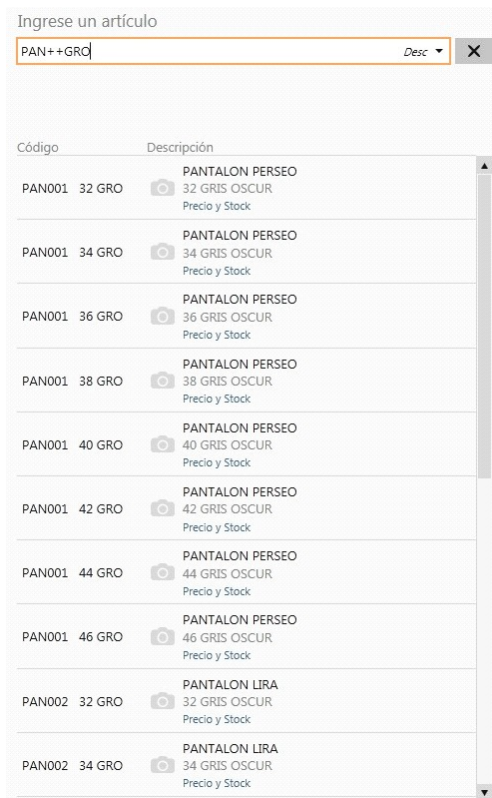 Ingrese un artículo
PAN++GRO Desc
Código Descripción
PANTALON PERSEO
PAN001 32 GRO 32 GRIS OSCUR
Precio y Stock
PANTALON PERSEO
PAN001 34 GRO 34 GRIS OSCUR
Precio y Stock
PANTALON PERSEO
PAN001 36 GRO 36 GRIS OSCUR
Precio y Stock
PANTALON PERSEO
PAN001 38 GRO 38 GRIS OSCUR
Precio y Stock
PANTALON PERSEO
PAN001 40 GRO 40 GRIS OSCUR
Precio y Stock
PANTALON PERSEO
PAN001 42 GRO 42 GRIS OSCUR
Precio y Stock
PANTALON PERSEO
PAN001 44 GRO 44 GRIS OSCUR
Precio y Stock
PANTALON PERSEO
PAN001 46 GRO 46 GRIS OSCUR
Precio y Stock
PANTALON LIRA
PAN002 32 GRO 32 GRIS OSCUR
Precio y Stock
PANTALON LIRA
PAN002 34 GRO 34 GRIS OSCUR
Precio y Stock